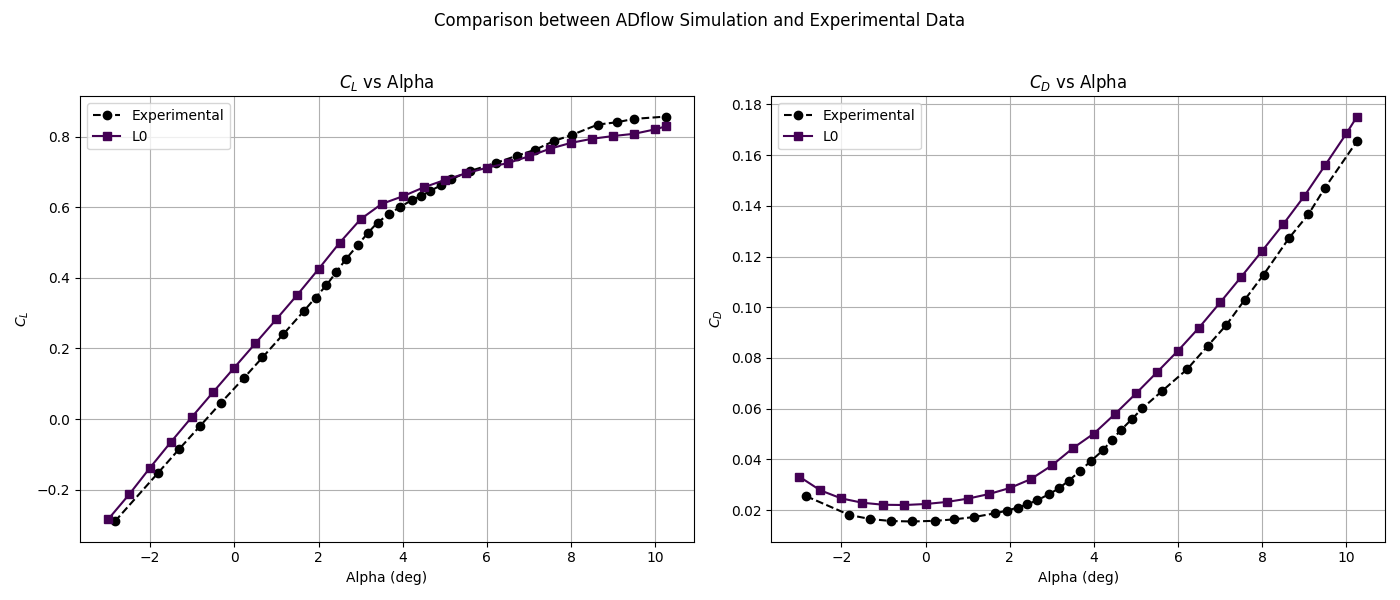 Comparison between ADflow Simulation and Experimental Data
C_L vs Alpha
Experimental
L0
0.8
0.6
0.4
0.2
0.0
−0.2
C_L
−2 0 2 4 6 8 10
Alpha (deg)
C_D vs Alpha
Experimental
L0
0.18
0.16
0.14
0.12
0.10
0.08
0.06
0.04
0.02
C_D
−2 0 2 4 6 8 10
Alpha (deg)